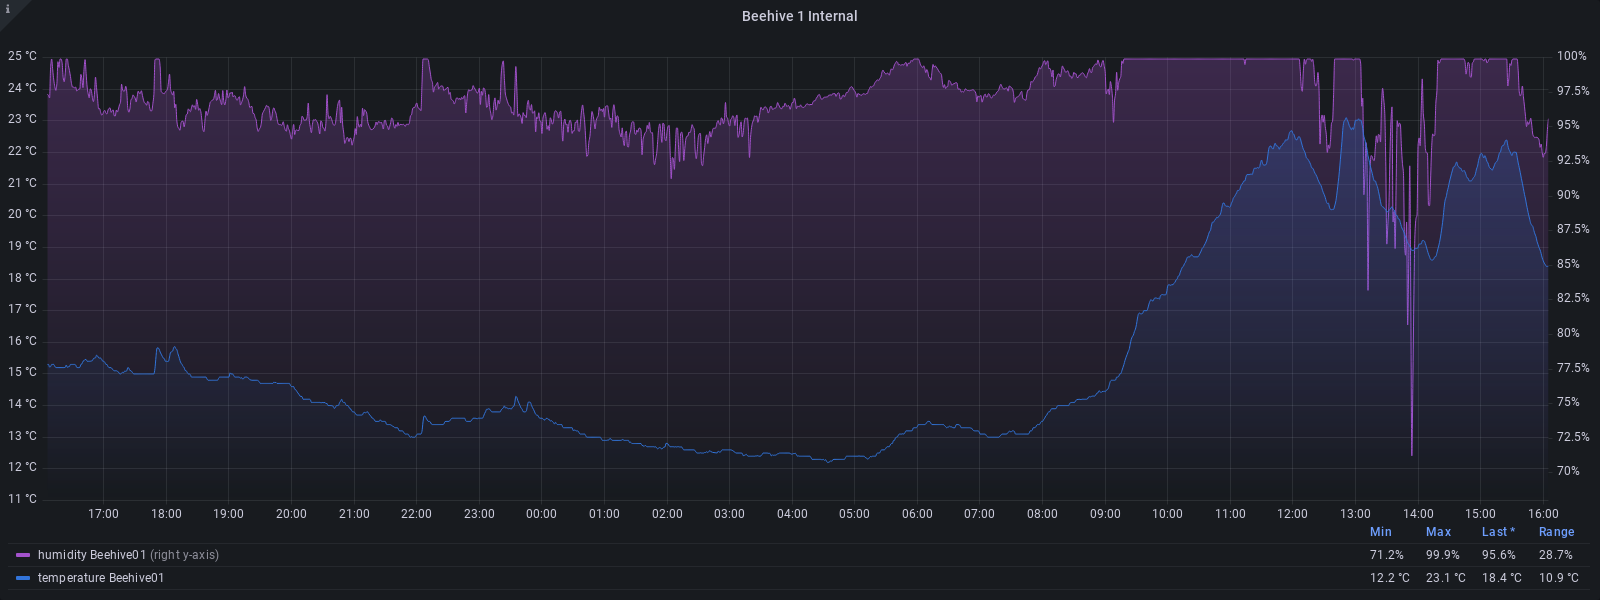 i
Beehive 1 Internal
25 °C 100%
24 °C 97.5%
23 °C 95%
22 °C 92.5%
21 °C 90%
20 °C 87.5%
19 °C 85%
18 °C 82.5%
17 °C 80%
16 °C 77.5%
15 °C 75%
14 °C 72.5%
13 °C 70%
12 °C
11 °C
17:00 18:00 19:00 20:00 21:00 22:00 23:00 00:00 01:00 02:00 03:00 04:00 05:00 06:00 07:00 08:00 09:00 10:00 11:00 12:00 13:00 14:00 15:00 16:00
Min Max Last * Range
humidity Beehive01 (right y-axis) 71.2% 99.9% 95.6% 28.7%
temperature Beehive01 12.2 °C 23.1 °C 18.4 °C 10.9 °C